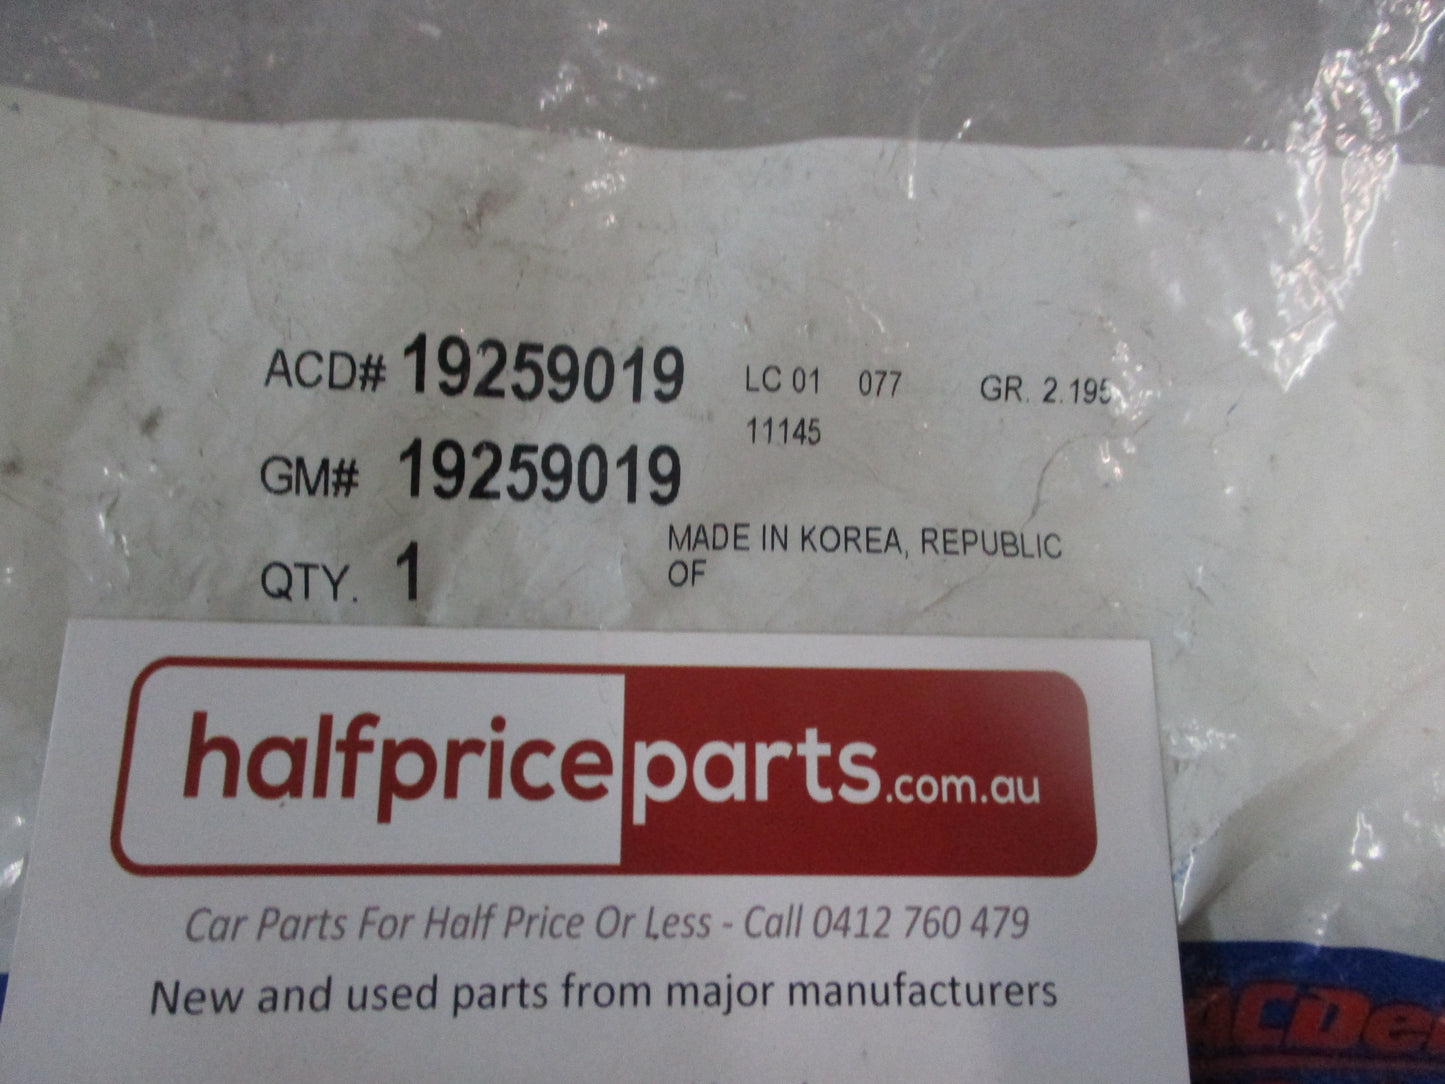 ACD# 19259019 LC 01 077 GR. 2.195
11145
GM# 19259019
MADE IN KOREA, REPUBLIC
OF
QTY. 1
halfpriceparts.com.au
Car Parts For Half Price Or Less - Call 0412 760 479
New and used parts from major manufacturers
ACDe